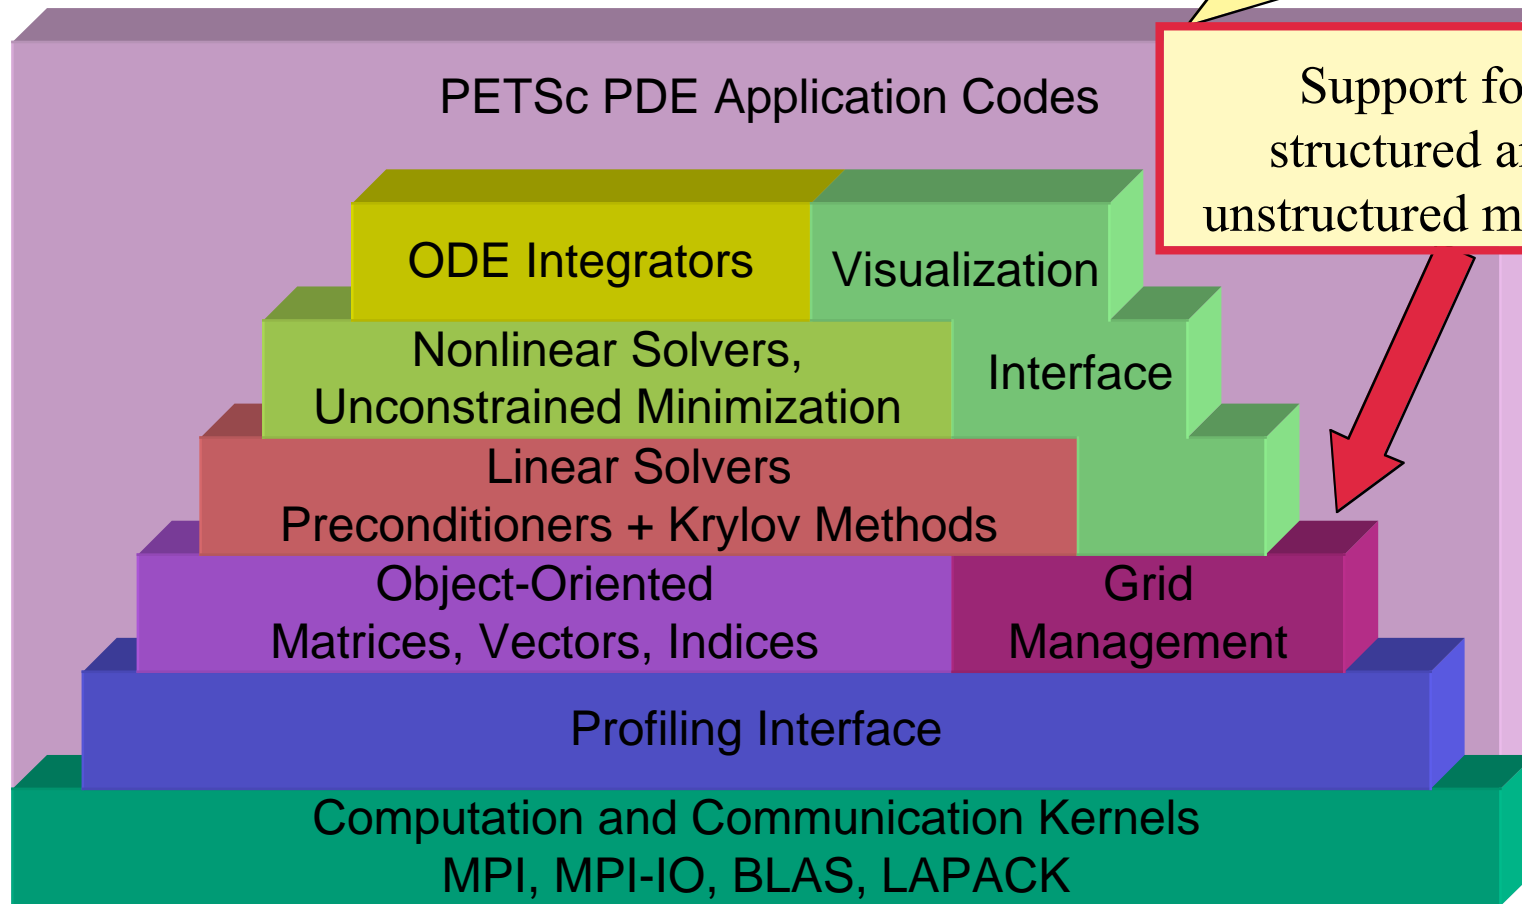 PETSc PDE Application Codes
Support fo
structured a
unstructured m
ODE Integrators
Visualization
Nonlinear Solvers,
Unconstrained Minimization
Interface
Linear Solvers
Preconditioners + Krylov Methods
Object-Oriented
Matrices, Vectors, Indices
Grid
Management
Profiling Interface
Computation and Communication Kernels
MPI, MPI-IO, BLAS, LAPACK